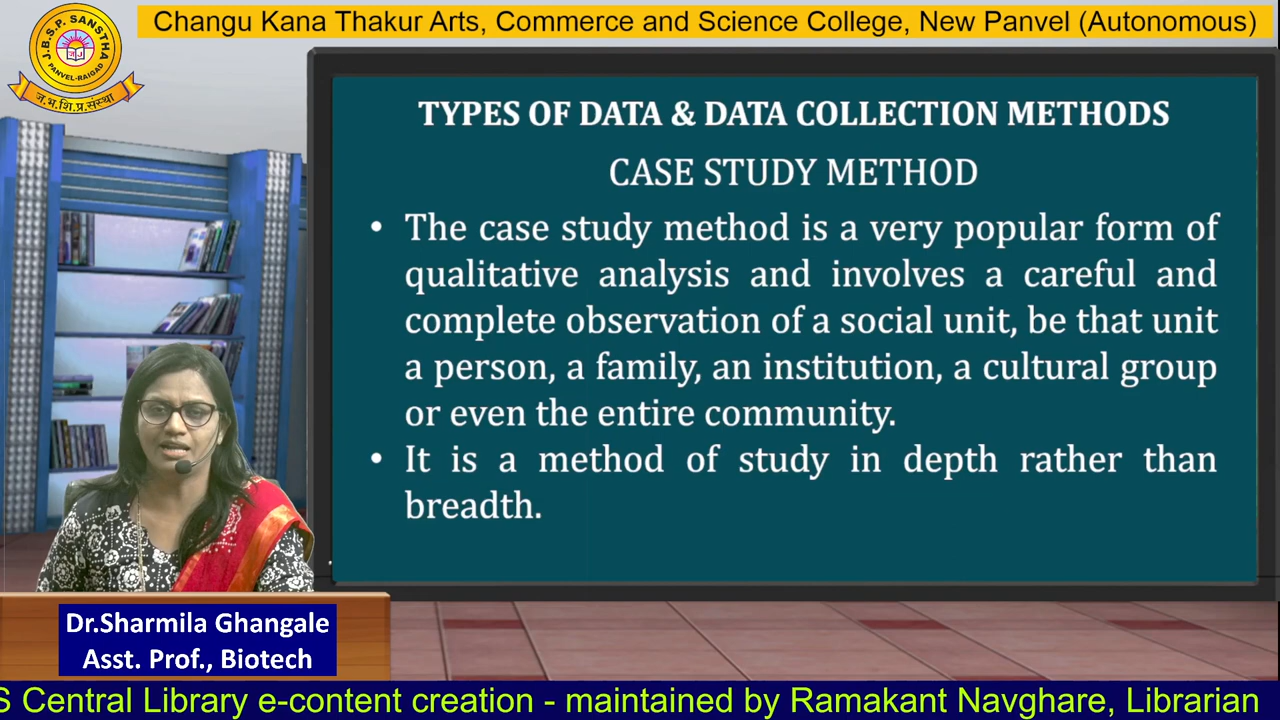 Changu Kana Thakur Arts, Commerce and Science College, New Panvel (Autonomous)
J.B.S.P. SANSTHA
PANVEL-RAIGAD
ज.भ.शि.प्र.संस्था
TYPES OF DATA & DATA COLLECTION METHODS
CASE STUDY METHOD
• The case study method is a very popular form of
qualitative analysis and involves a careful and
complete observation of a social unit, be that unit
a person, a family, an institution, a cultural group
or even the entire community.
• It is a method of study in depth rather than
breadth.
Dr.Sharmila Ghangale
Asst. Prof., Biotech
S Central Library e-content creation - maintained by Ramakant Navghare, Librarian